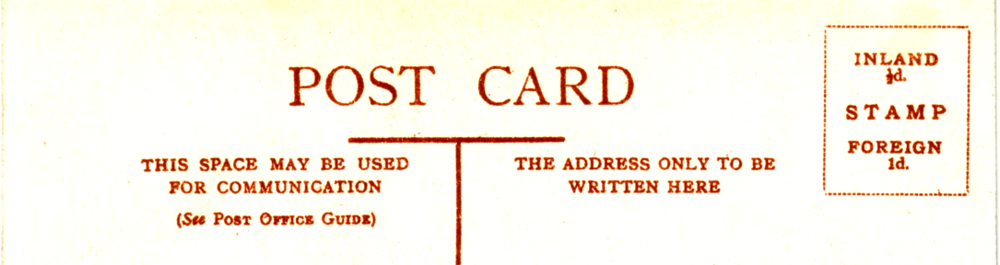 POST CARD
THIS SPACE MAY BE USED
FOR COMMUNICATION
(See Post Office Guide)
THE ADDRESS ONLY TO BE
WRITTEN HERE
INLAND
½d.
STAMP
FOREIGN
1d.